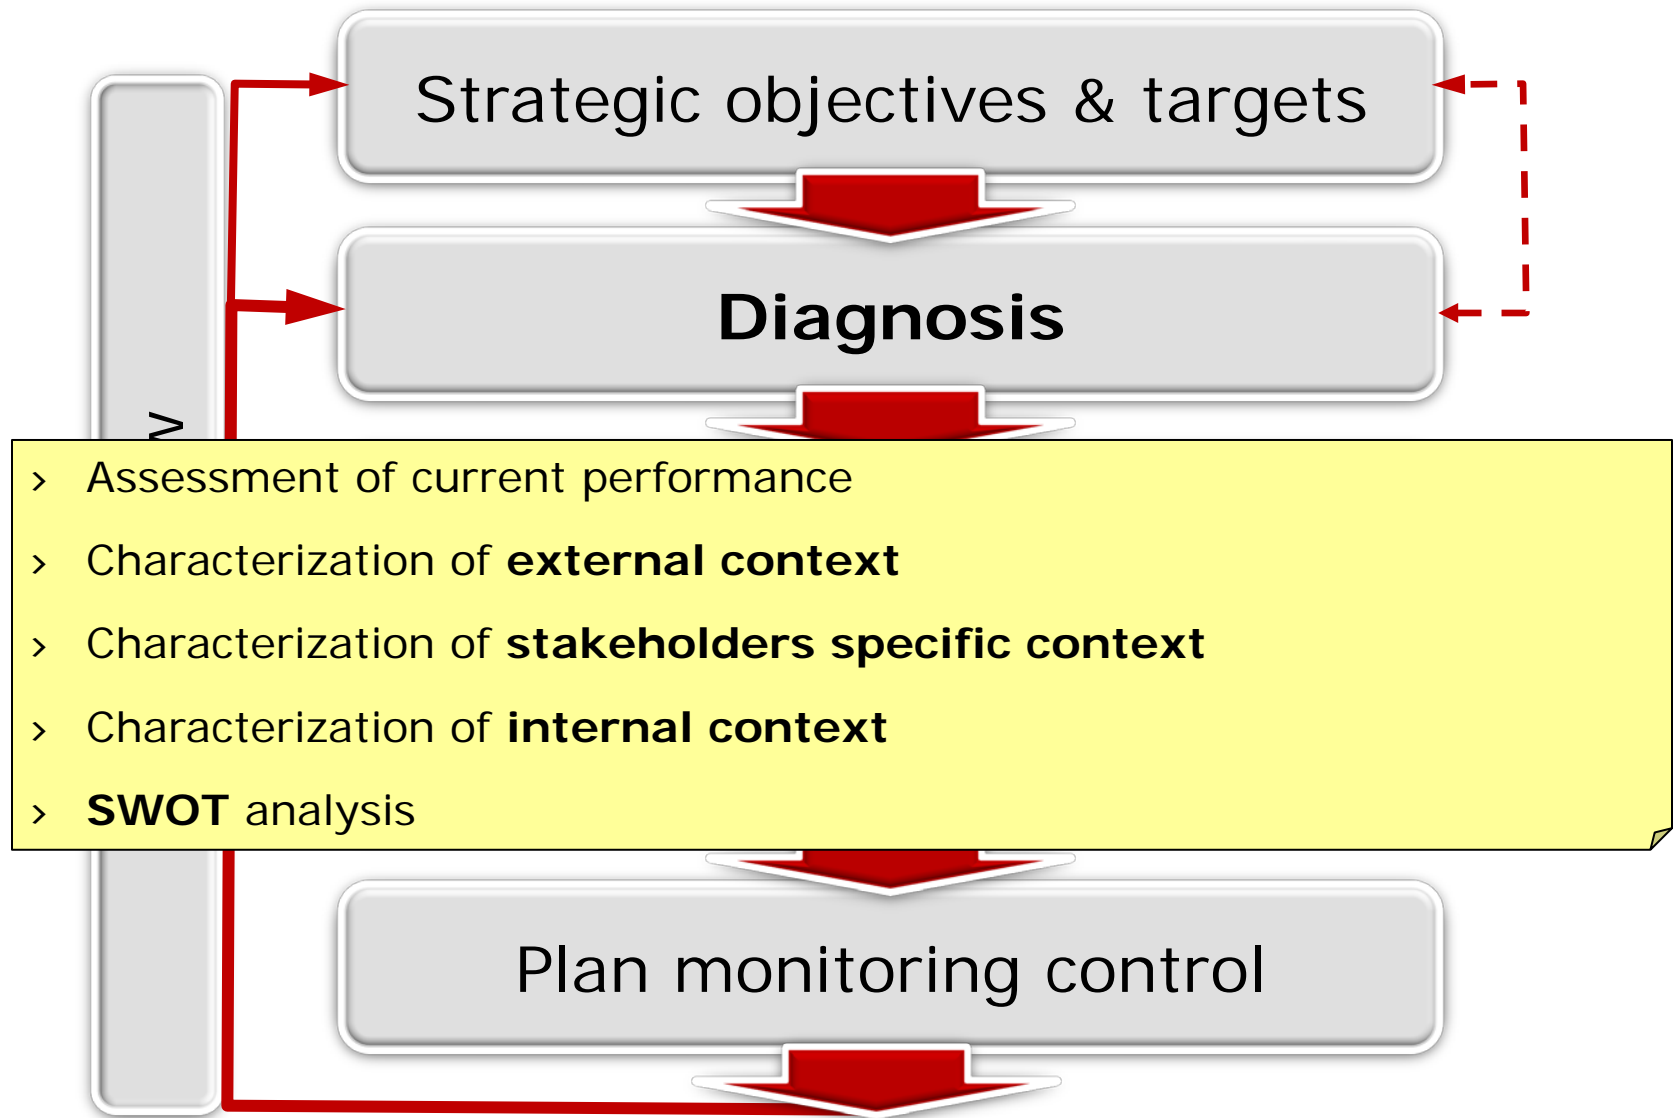 Strategic objectives & targets
Diagnosis
› Assessment of current performance
› Characterization of external context
› Characterization of stakeholders specific context
› Characterization of internal context
› SWOT analysis
Plan monitoring control